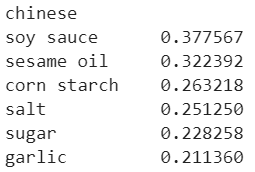 chinese
soy sauce 0.377567
sesame oil 0.322392
corn starch 0.263218
salt 0.251250
sugar 0.228258
garlic 0.211360